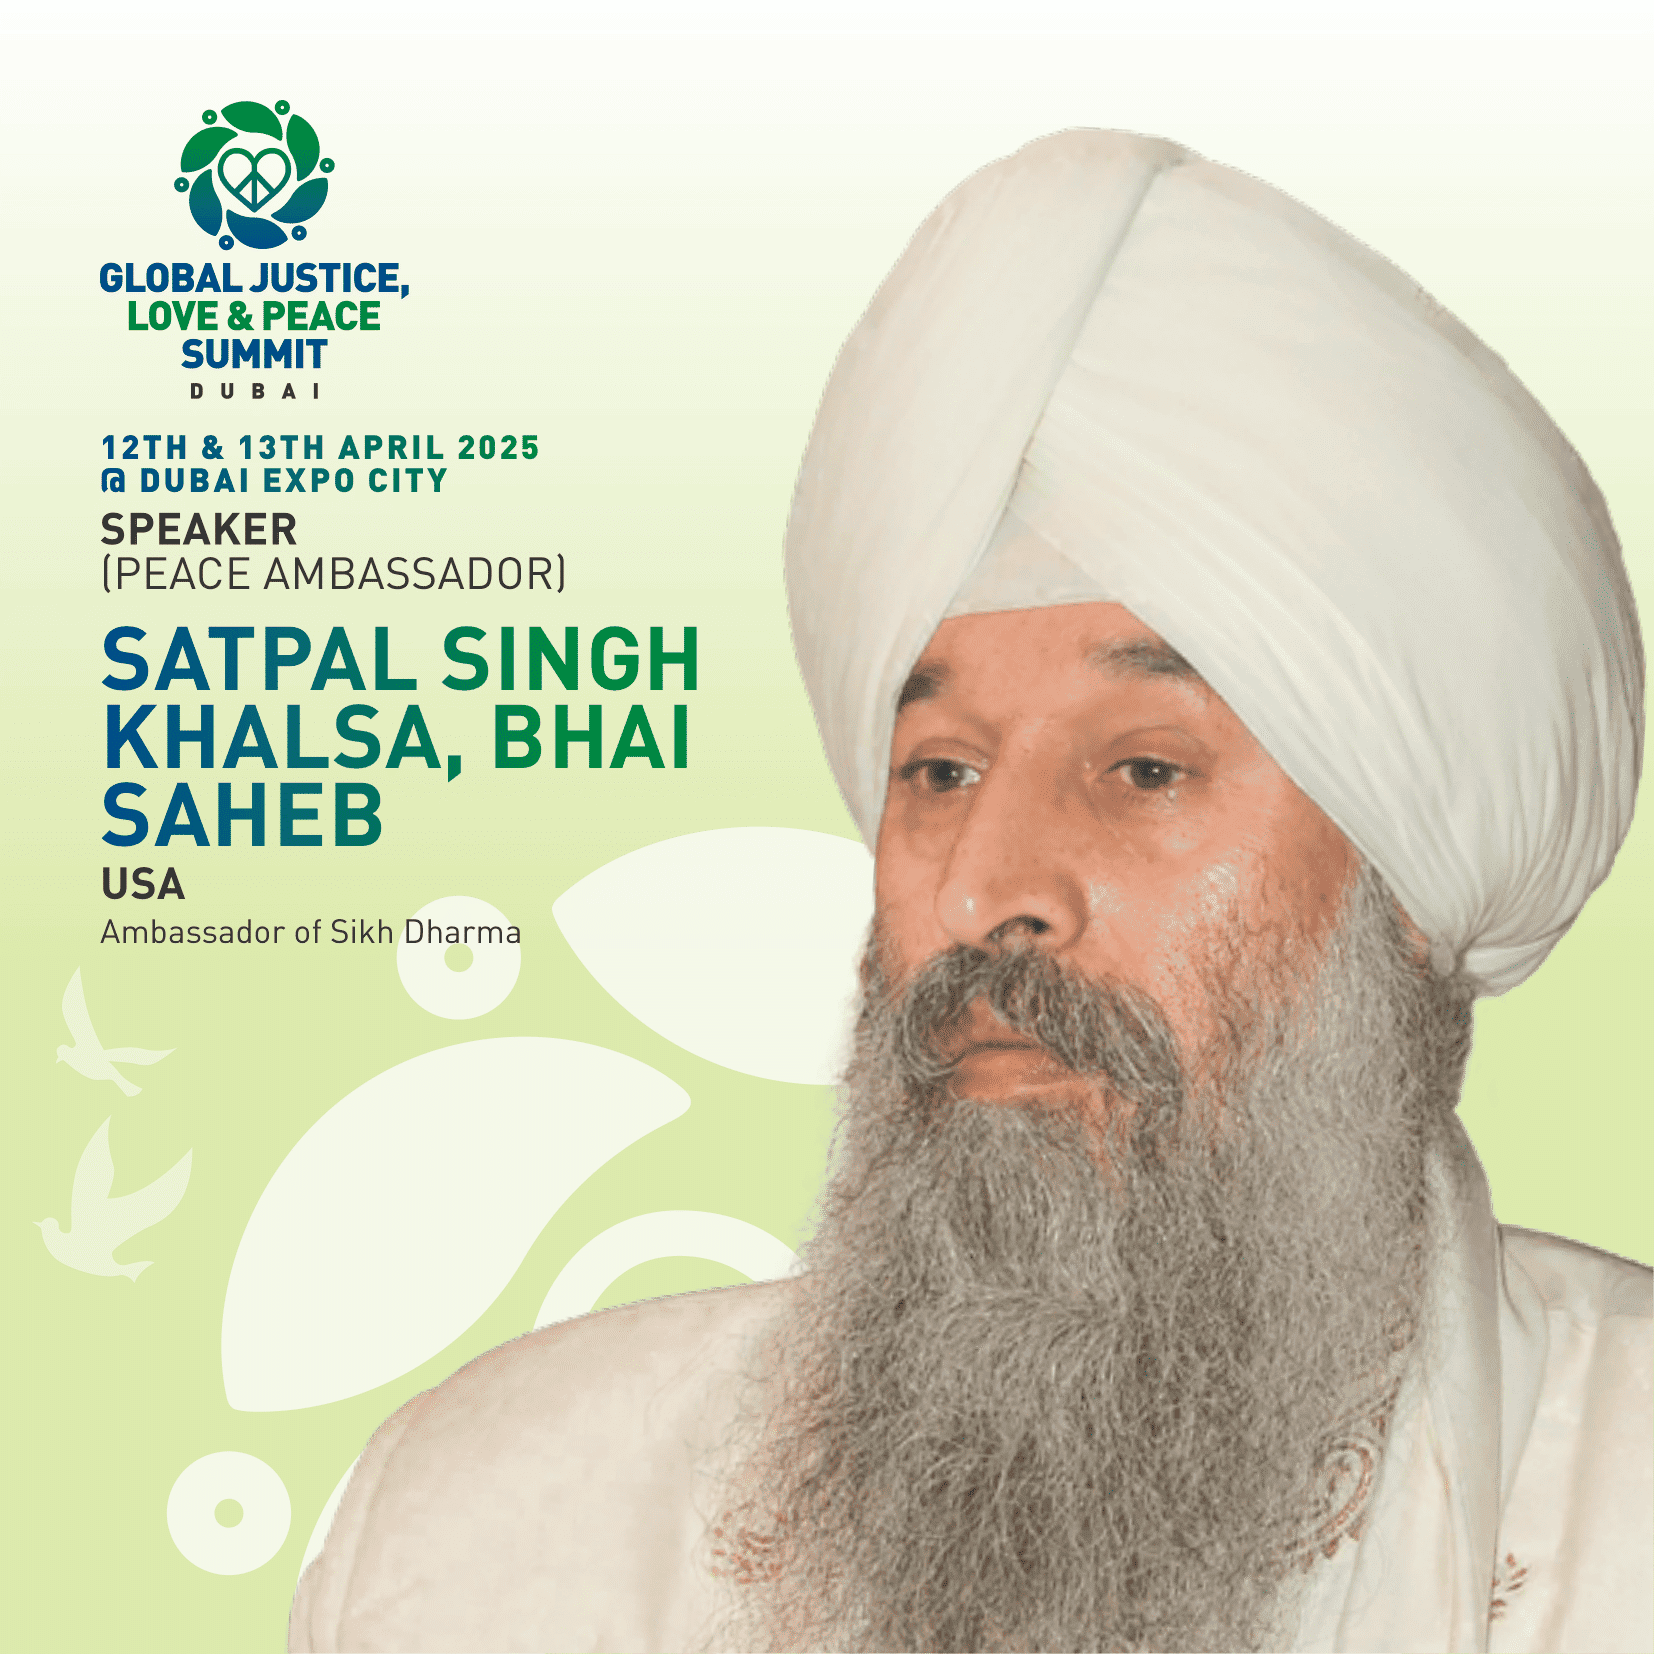 GLOBAL JUSTICE,
LOVE & PEACE
SUMMIT
DUBAI
12TH & 13TH APRIL 2025
@ DUBAI EXPO CITY
SPEAKER
(PEACE AMBASSADOR)
SATPAL SINGH
KHALSA, BHAI
SAHEB
USA
Ambassador of Sikh Dharma